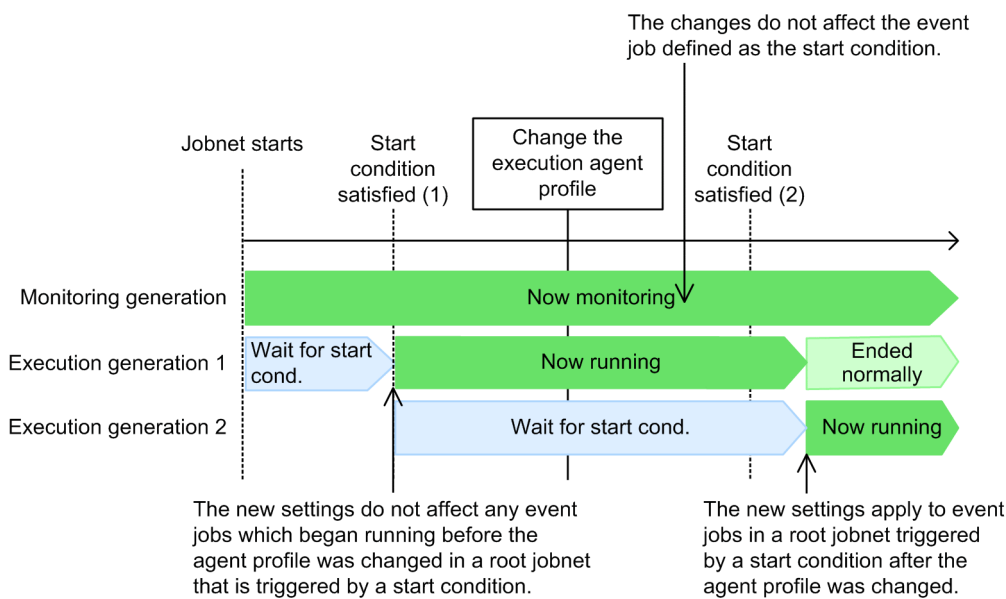 The changes do not affect the event
job defined as the start condition.
Jobnet starts
Start
condition
satisfied (1)
Change the
execution agent
profile
Start
condition
satisfied (2)
Monitoring generation
Now monitoring
Execution generation 1
Wait for start
cond.
Now running
Ended
normally
Execution generation 2
Wait for start cond.
Now running
The new settings do not affect any event
jobs which began running before the
agent profile was changed in a root jobnet
that is triggered by a start condition.
The new settings apply to event
jobs in a root jobnet triggered
by a start condition after the
agent profile was changed.